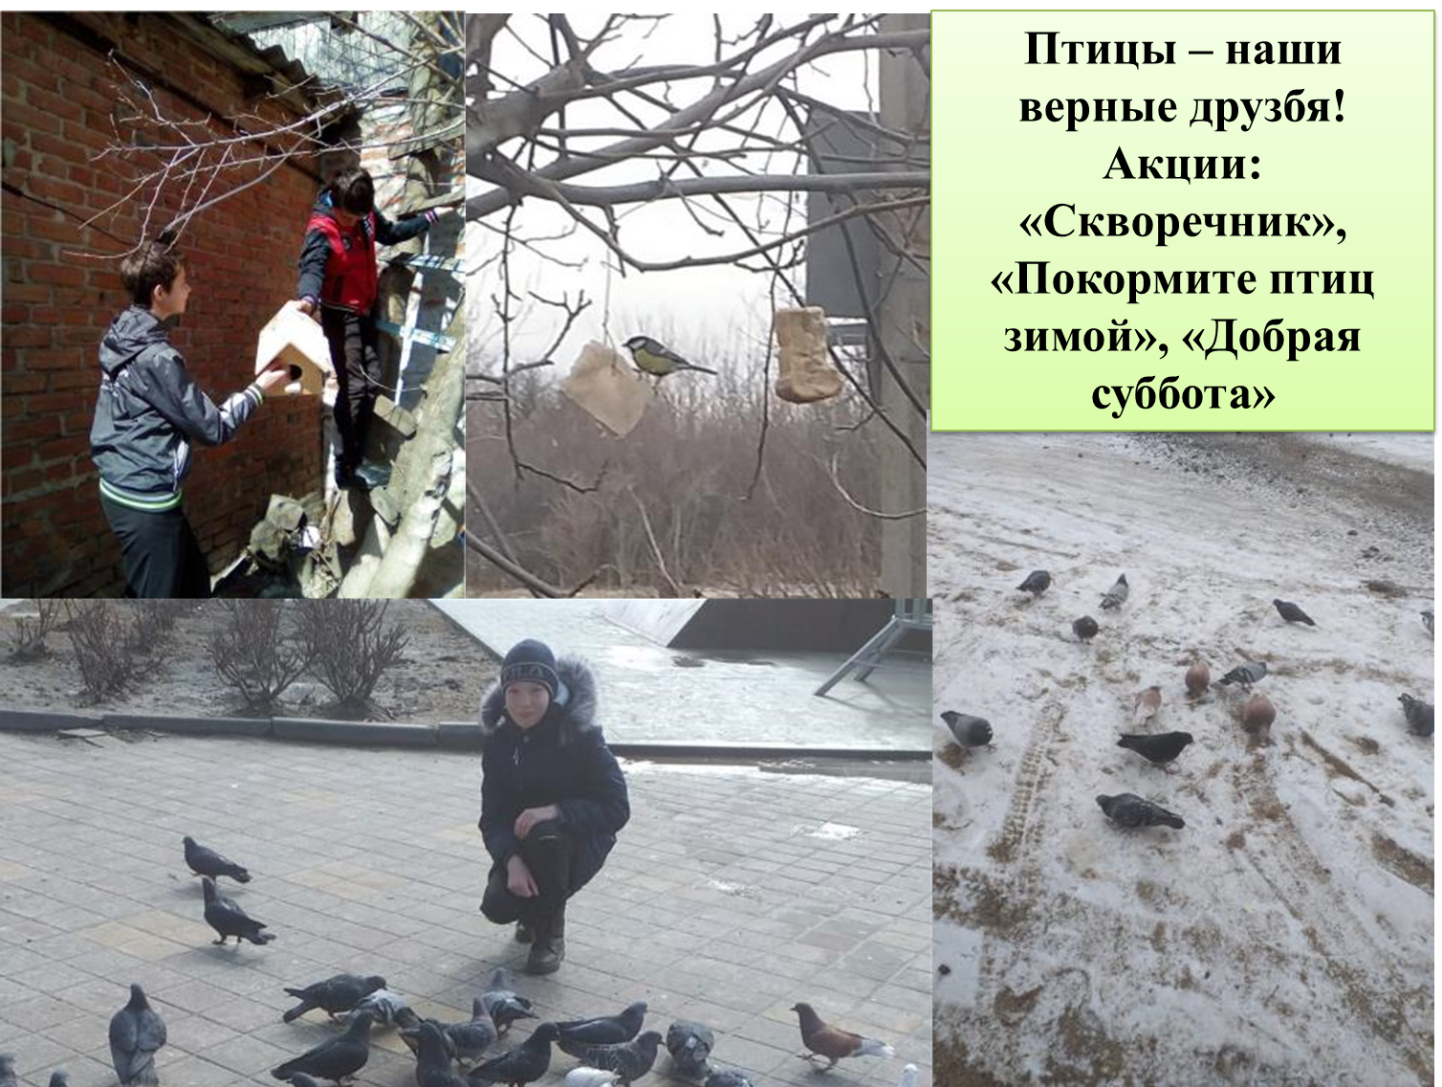 Птицы – наши
верные друзбя!
Акции:
«Скворечник»,
«Покормите птиц
зимой», «Добрая
суббота»